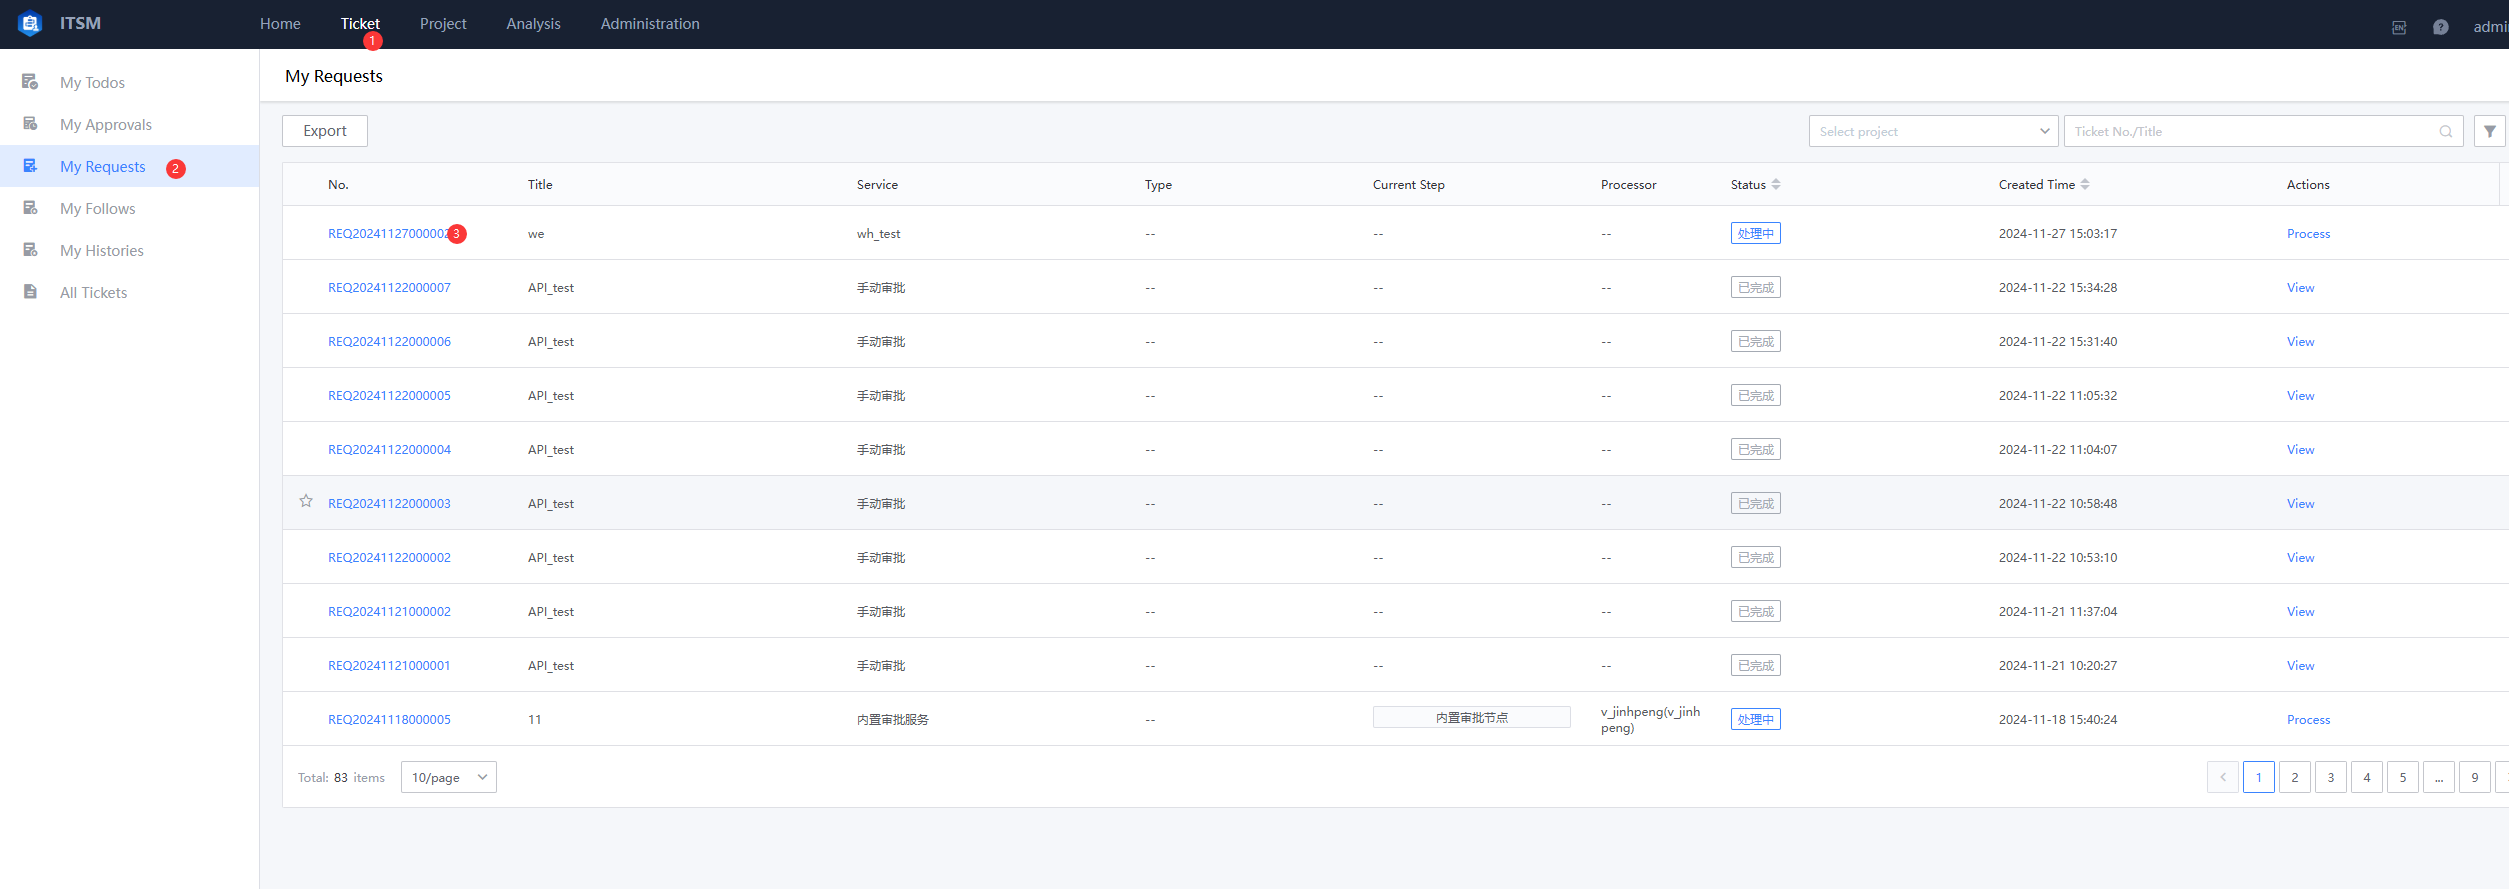 ITSM Home Ticket Project Analysis Administration admi
1
My Requests
My Todos
My Approvals
My Requests 2
My Follows
My Histories
All Tickets
Export Select project Ticket No./Title
No. Title Service Type Current Step Processor Status Created Time Actions
REQ20241127000002 3 we wh_test -- -- -- 处理中 2024-11-27 15:03:17 Process
REQ20241122000007 API_test 手动审批 -- -- -- 已完成 2024-11-22 15:34:28 View
REQ20241122000006 API_test 手动审批 -- -- -- 已完成 2024-11-22 15:31:40 View
REQ20241122000005 API_test 手动审批 -- -- -- 已完成 2024-11-22 11:05:32 View
REQ20241122000004 API_test 手动审批 -- -- -- 已完成 2024-11-22 11:04:07 View
REQ20241122000003 API_test 手动审批 -- -- -- 已完成 2024-11-22 10:58:48 View
REQ20241122000002 API_test 手动审批 -- -- -- 已完成 2024-11-22 10:53:10 View
REQ20241121000002 API_test 手动审批 -- -- -- 已完成 2024-11-21 11:37:04 View
REQ20241121000001 API_test 手动审批 -- -- -- 已完成 2024-11-21 10:20:27 View
REQ20241118000005 11 内置审批服务 -- 内置审批节点 v_jinhpeng(v_jinh 处理中 2024-11-18 15:40:24 Process
peng)
Total: 83 items 10/page 1 2 3 4 5 ... 9